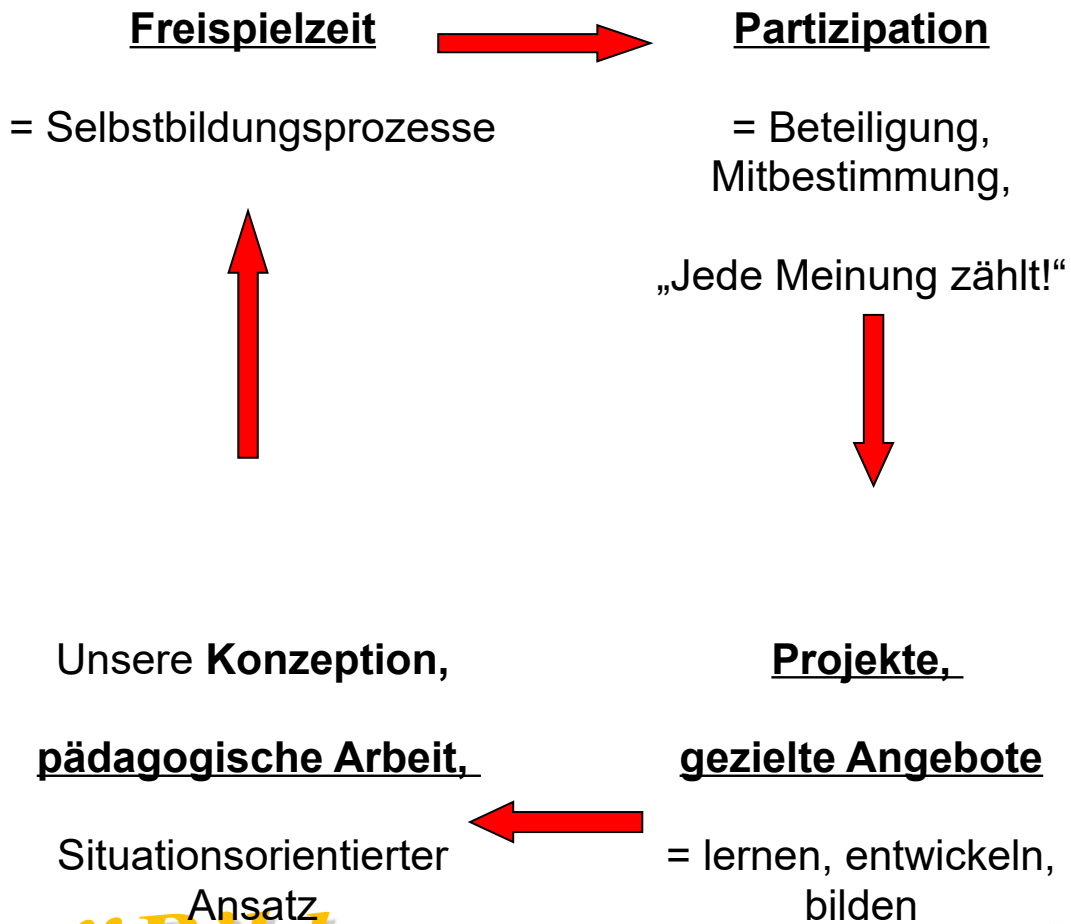 Freispielzeit
= Selbstbildungsprozesse
Partizipation
= Beteiligung,
Mitbestimmung,
„Jede Meinung zählt!“
Unsere Konzeption,
pädagogische Arbeit,
Situationsorientierter
Ansatz
Projekte,
gezielte Angebote
= lernen, entwickeln,
bilden